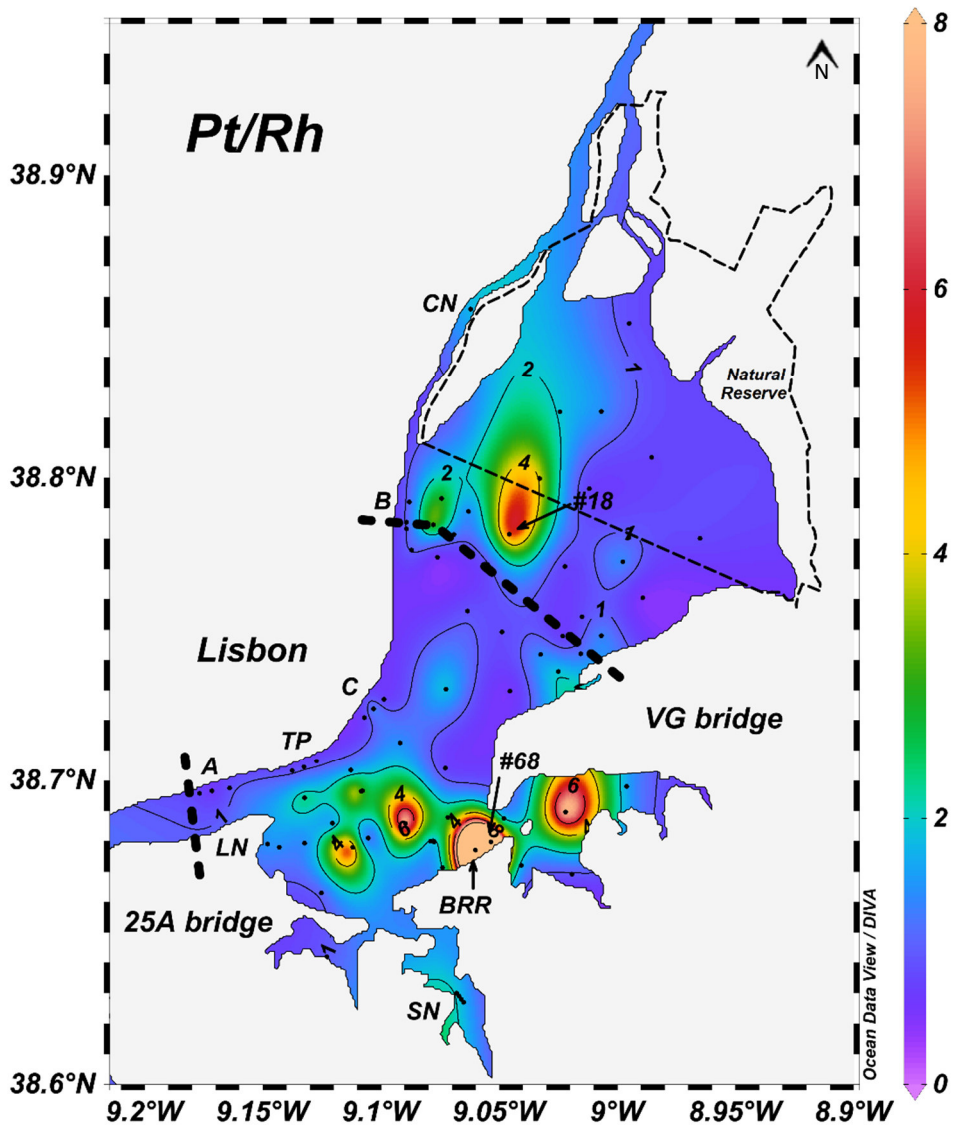 8
N
Pt/Rh
38.9°N
6
CN
1
2
Natural
Reserve
2
4
38.8°N
B
#18
1
4
1
Lisbon
C
VG bridge
TP
#68
A
38.7°N
6
4
4
8
1
6
4
2
LN
4
BRR
25A bridge
1
SN
Ocean Data View / DIVA
38.6°N
0
9.2°W
9.15°W
9.1°W
9.05°W
9°W
8.95°W
8.9°W